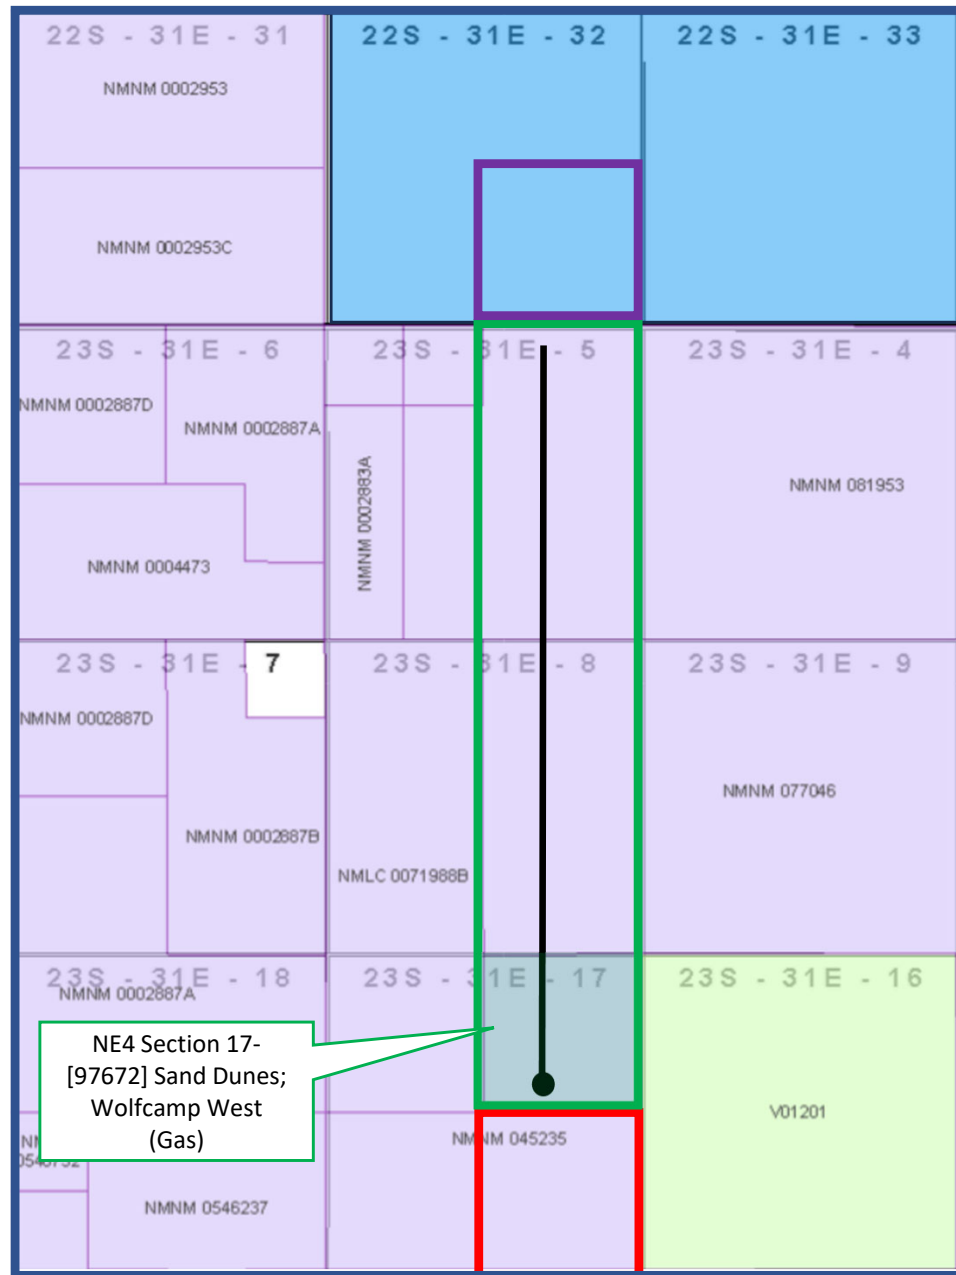 22S - 31E - 31
22S - 31E - 32
22S - 31E - 33
NMNM 0002953
NMNM 0002953C
23S - 31E - 6
23S - 31E - 5
23S - 31E - 4
NMNM 0002887D
NMNM 0002887A
NMNM 0002883A
NMNM 081953
NMNM 0004473
23S - 31E - 7
23S - 31E - 8
23S - 31E - 9
NMNM 0002887D
NMNM 077046
NMNM 0002887B
NMLC 0071988B
23S - 31E - 18
23S - 31E - 17
23S - 31E - 16
NMNM 0002887A
NE4 Section 17-
[97672] Sand Dunes;
Wolfcamp West
(Gas)
V01201
NMNM 045235
NMNM 0546237